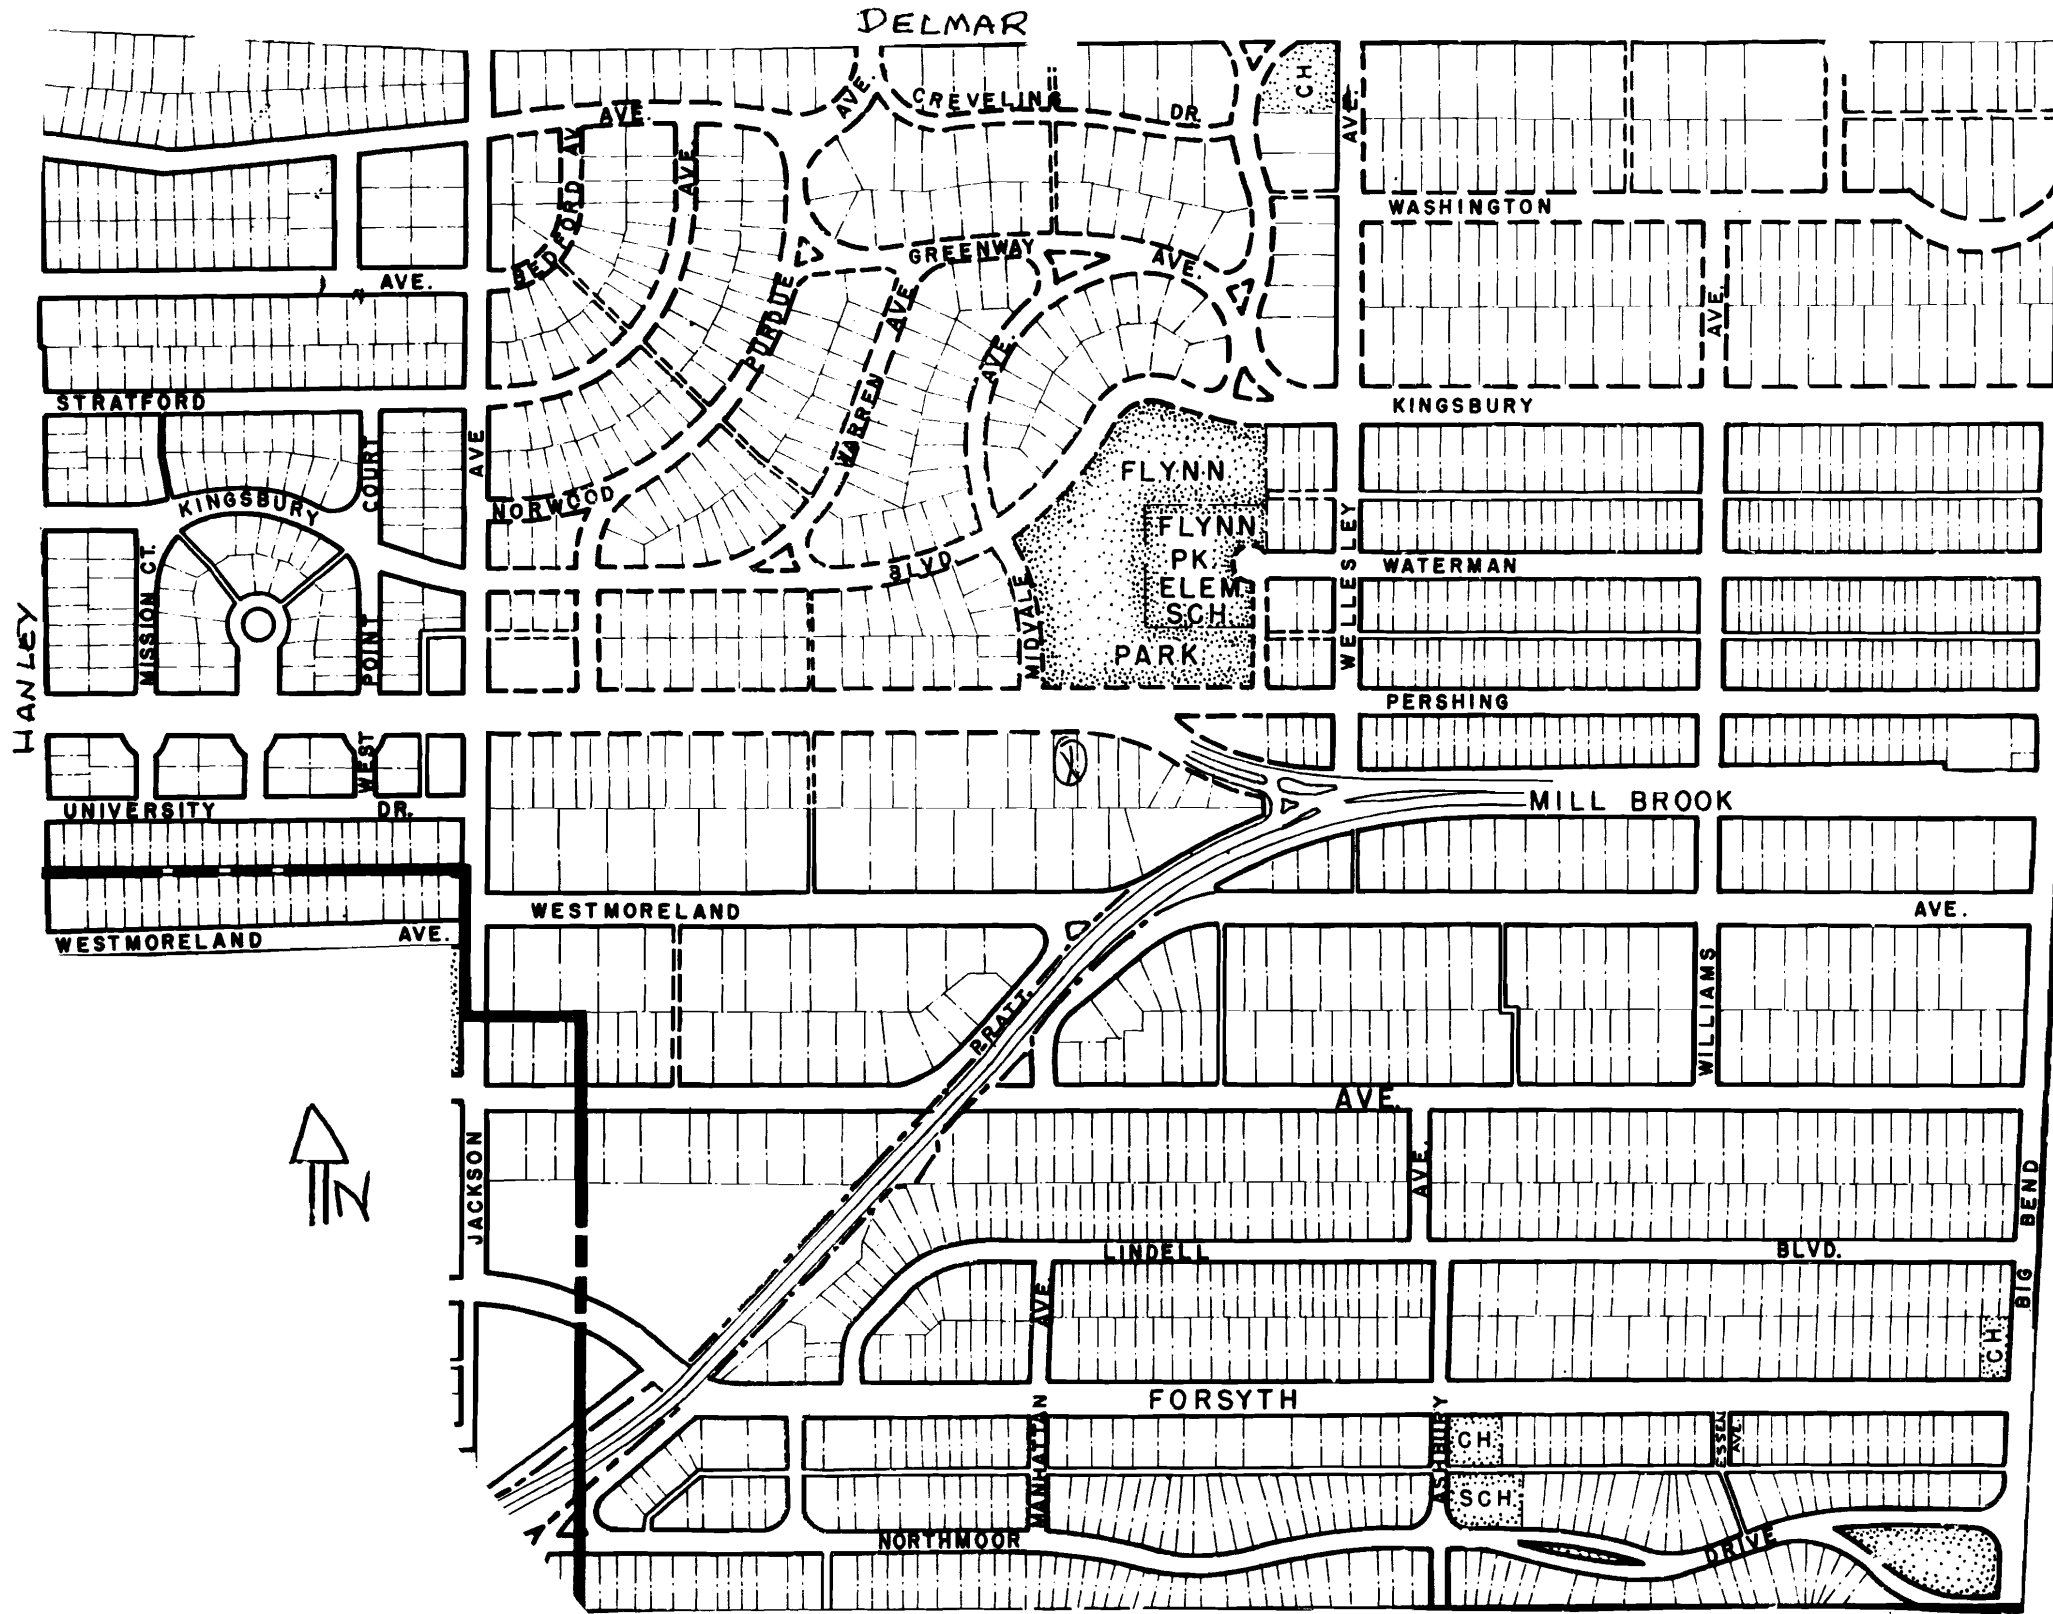 DELMAR
CREVELING
DR.
AVE.
AVE.
CH
AVE.
AVE.
BEDFORD AV
WASHINGTON
GREENWAY
AVE.
AVE.
PURDUE
AVE
AVE.
AVE.
STRATFORD
KINGSBURY
WARREN
COURT
AVE
FLYNN
NORWOOD
KINGSBURY
FLYNN
PK.
ELEM.
SCH.
WELLESLEY
WATERMAN
BLVD
MISSION CT.
MIDVALE
HANLEY
POINT
PARK
PERSHING
WEST
UNIVERSITY
DR.
MILL BROOK
WESTMORELAND
AVE.
WESTMORELAND
AVE.
PRATT
WILLIAMS
AVE.
N
JACKSON
AVE.
BIG BEND
LINDELL
BLVD.
AVE
CH
FORSYTH
MANHATTAN
ASHBURY
CH.
ESSEX
AVE.
SCH.
NORTHMOOR
DRIVE